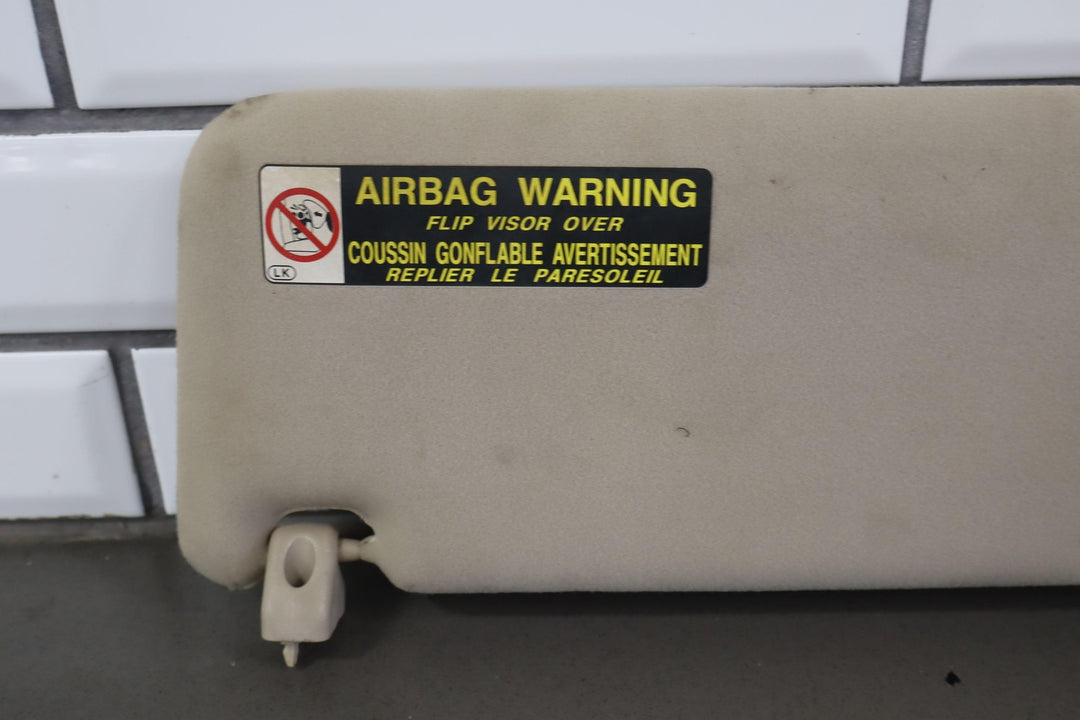 AIRBAG WARNING
FLIP VISOR OVER
COUSSIN GONFLABLE AVERTISSEMENT
REPLIER LE PARESOLEIL
LK